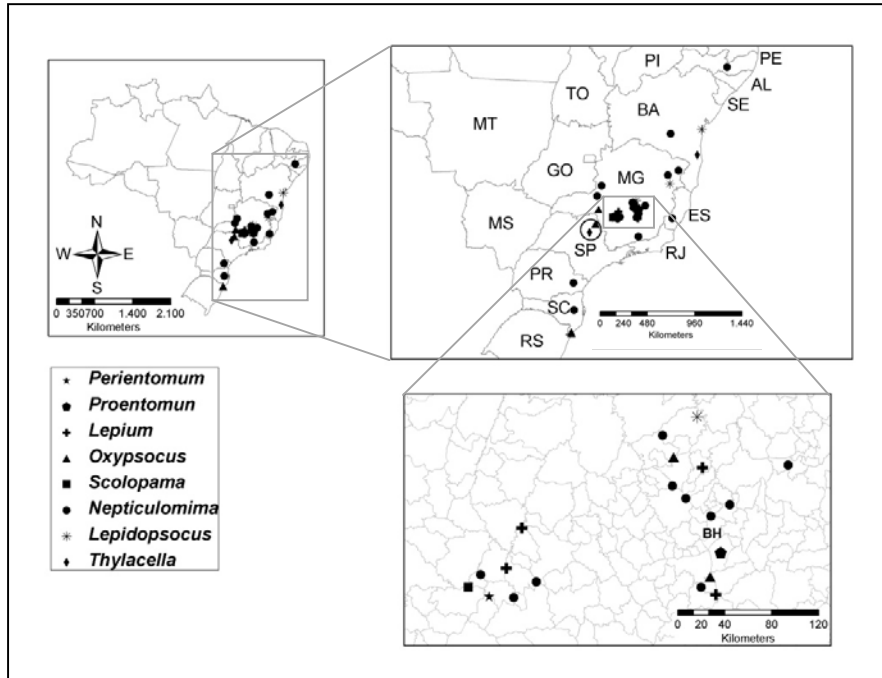 N
W E
S
0 350700 1.400 2.100
Kilometers
PI
PE
AL
SE
TO
BA
MT
GO
MG
MS
ES
SP
RJ
PR
SC
RS
0 240 480 960 1.440
Kilometers
Perientomum
Proentomun
Lepium
Oxypsocus
Scolopama
Nepticulomima
Lepidopsocus
Thylacella
BH
0 20 40 80 120
Kilometers